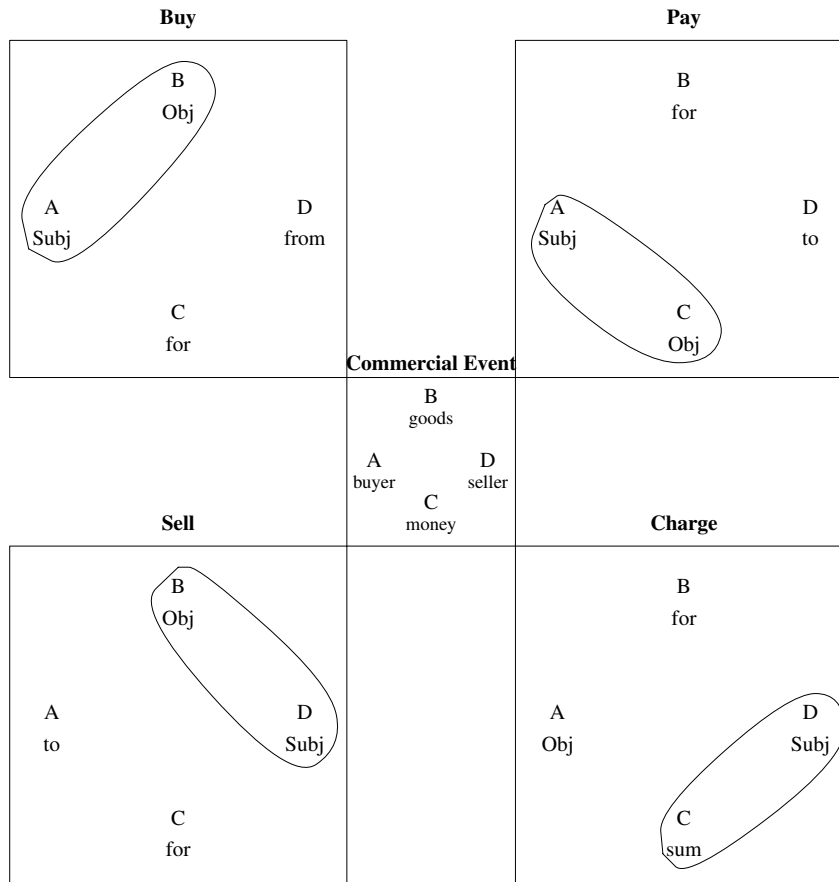 Buy
B
Obj
A
Subj
D
from
C
for
Pay
B
for
A
Subj
D
to
C
Obj
Commercial Event
B
goods
A
buyer
D
seller
C
money
Sell
B
Obj
A
to
D
Subj
C
for
Charge
B
for
A
Obj
D
Subj
C
sum